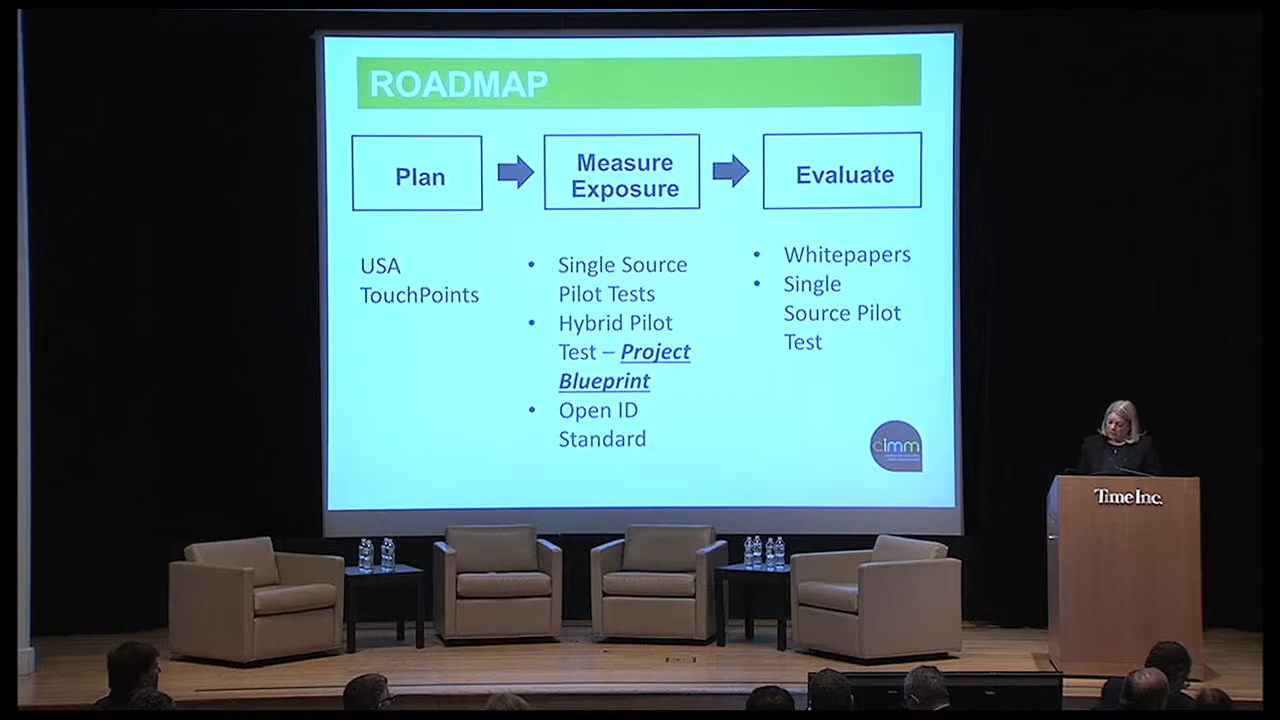 ROADMAP
Plan
Measure
Exposure
Evaluate
USA
TouchPoints
• Single Source
Pilot Tests
• Hybrid Pilot
Test – Project
Blueprint
• Open ID
Standard
• Whitepapers
• Single
Source Pilot
Test
cimm
Time Inc.